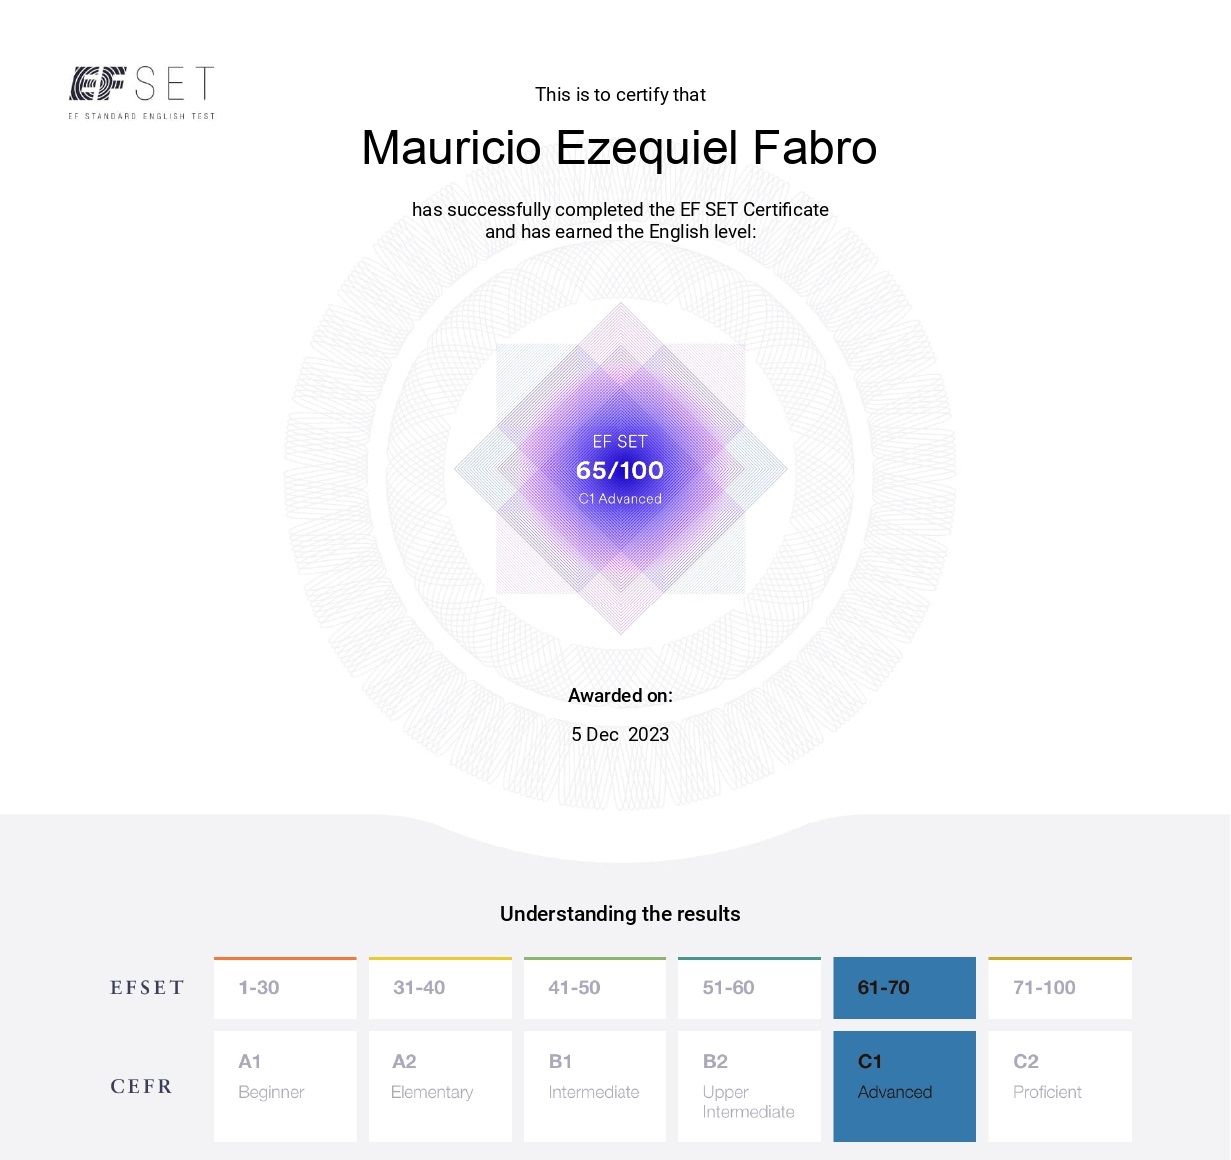 EF SET
EF STANDARD ENGLISH TEST
This is to certify that
Mauricio Ezequiel Fabro
has successfully completed the EF SET Certificate
and has earned the English level:
EF SET
65/100
C1 Advanced
Awarded on:
5 Dec 2023
Understanding the results
EFSET 1-30 31-40 41-50 51-60 61-70 71-100
CEFR
A1 A2 B1 B2 C1 C2
Beginner Elementary Intermediate Upper Advanced Proficient
Intermediate